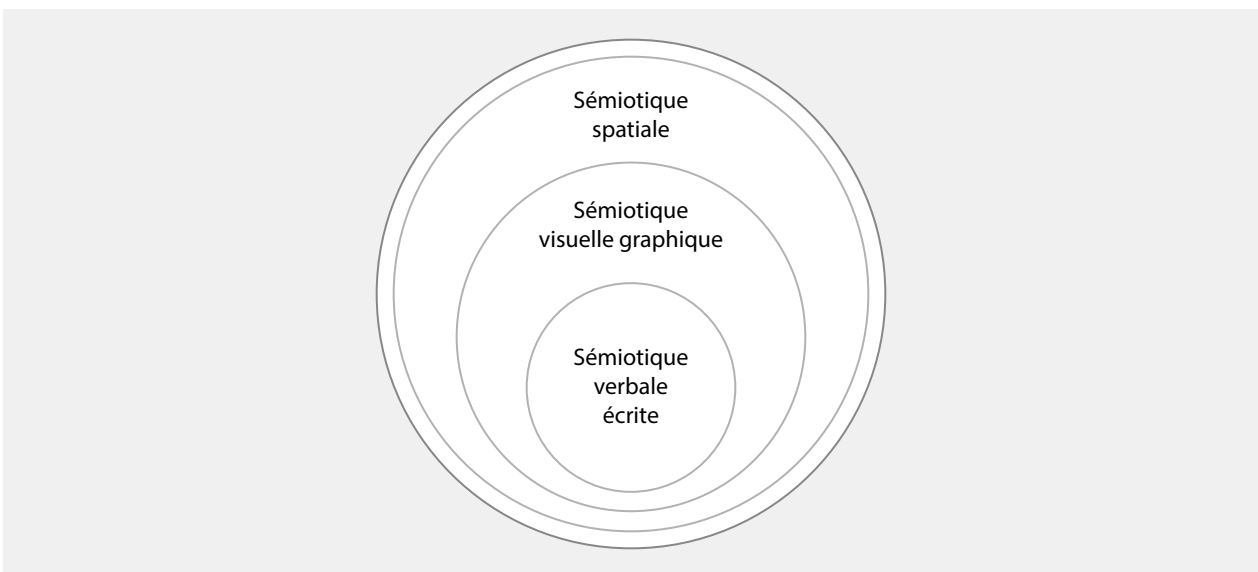 Sémiotique
spatiale
Sémiotique
visuelle graphique
Sémiotique
verbale
écrite